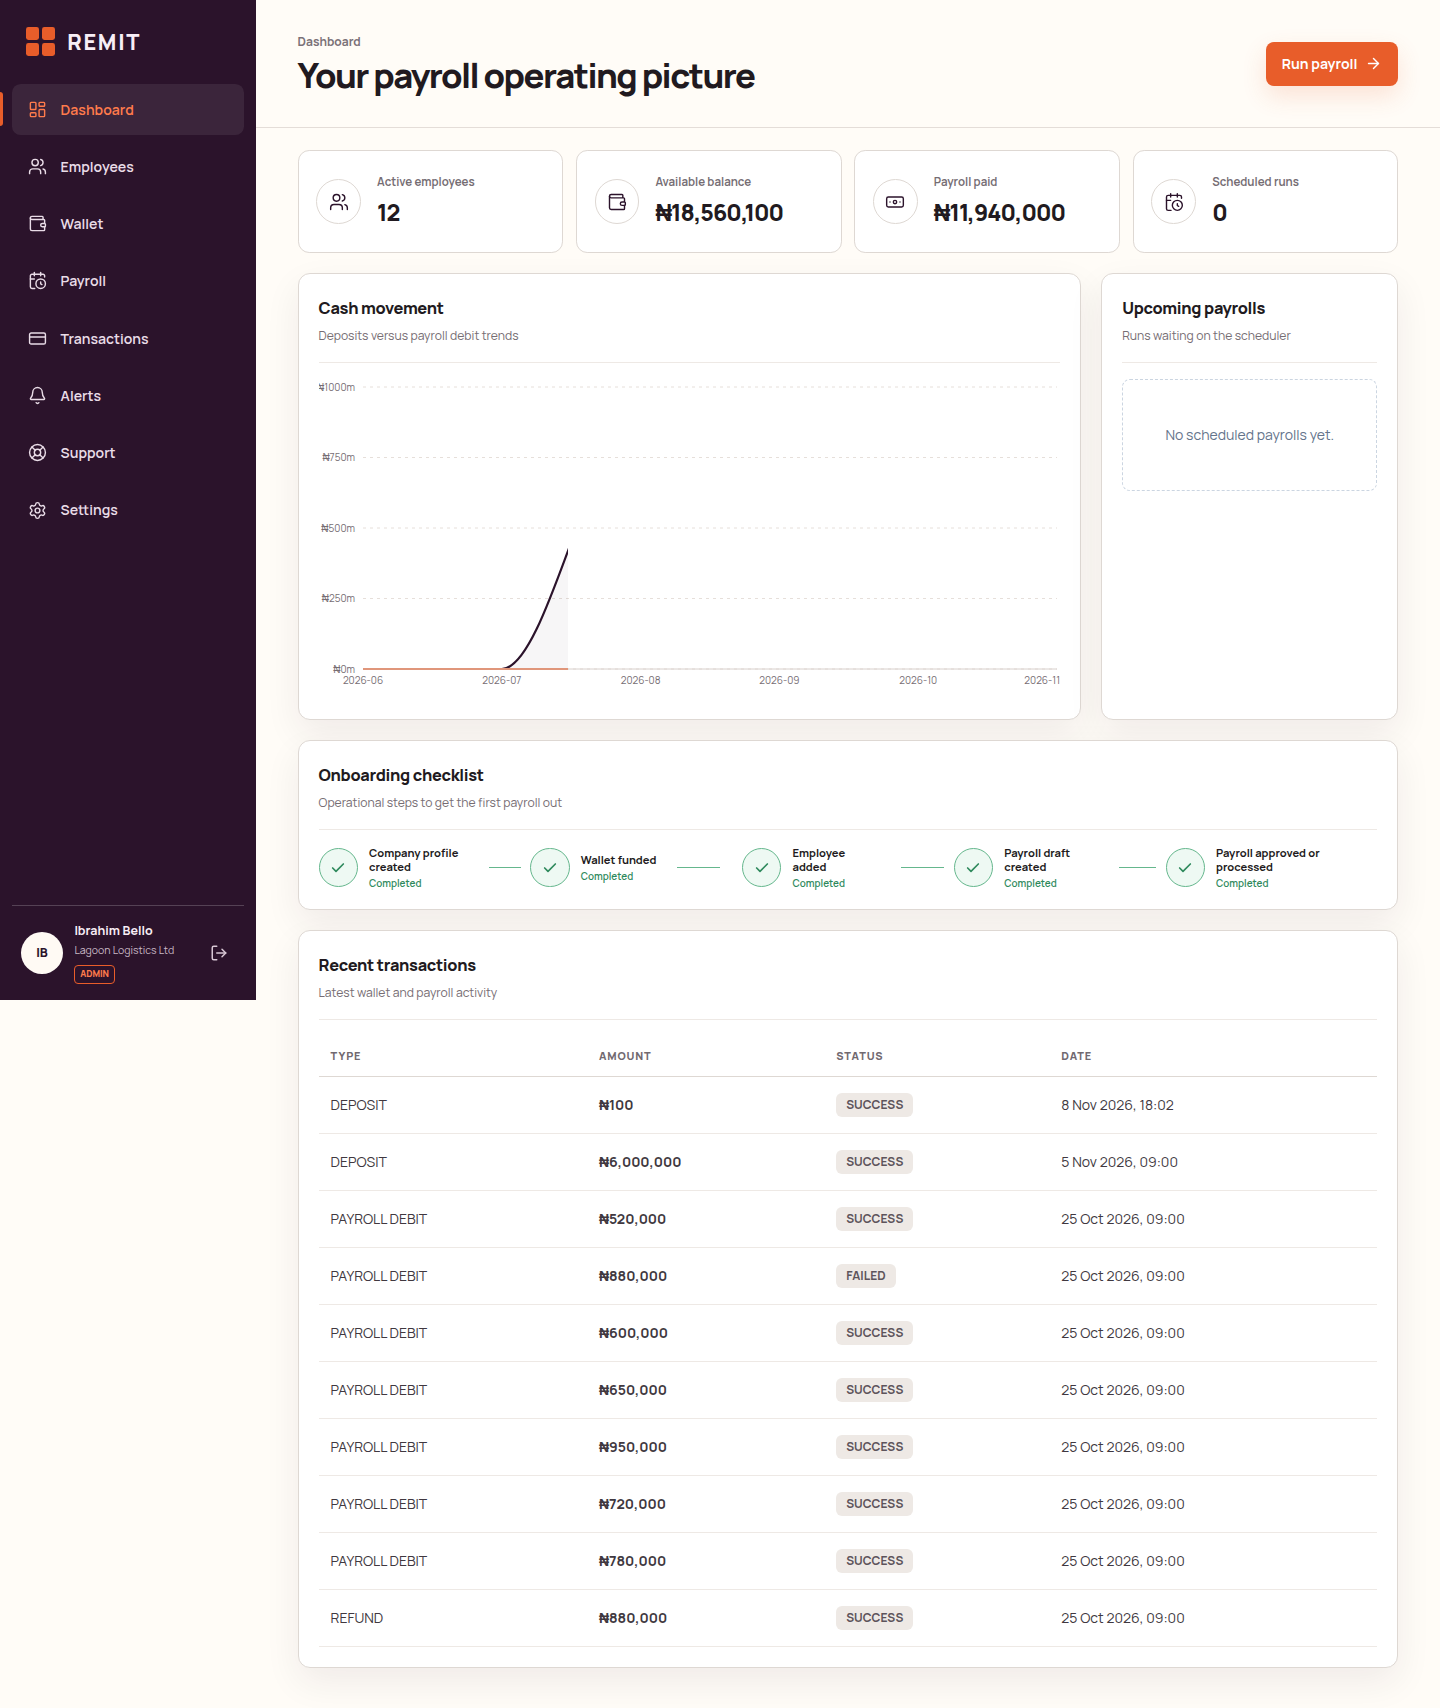 REMIT
Dashboard
Employees
Wallet
Payroll
Transactions
Alerts
Support
Settings
IB
Ibrahim Bello
Lagoon Logistics Ltd
ADMIN
Dashboard
Your payroll operating picture
Run payroll
Active employees
12
Available balance
₦18,560,100
Payroll paid
₦11,940,000
Scheduled runs
0
Cash movement
Deposits versus payroll debit trends
₦1000m
₦750m
₦500m
₦250m
₦0m
2026-06 2026-07 2026-08 2026-09 2026-10 2026-11
Upcoming payrolls
Runs waiting on the scheduler
No scheduled payrolls yet.
Onboarding checklist
Operational steps to get the first payroll out
Company profile
created
Completed
Wallet funded
Completed
Employee
added
Completed
Payroll draft
created
Completed
Payroll approved or
processed
Completed
Recent transactions
Latest wallet and payroll activity
TYPE AMOUNT STATUS DATE
DEPOSIT ₦100 SUCCESS 8 Nov 2026, 18:02
DEPOSIT ₦6,000,000 SUCCESS 5 Nov 2026, 09:00
PAYROLL DEBIT ₦520,000 SUCCESS 25 Oct 2026, 09:00
PAYROLL DEBIT ₦880,000 FAILED 25 Oct 2026, 09:00
PAYROLL DEBIT ₦600,000 SUCCESS 25 Oct 2026, 09:00
PAYROLL DEBIT ₦650,000 SUCCESS 25 Oct 2026, 09:00
PAYROLL DEBIT ₦950,000 SUCCESS 25 Oct 2026, 09:00
PAYROLL DEBIT ₦720,000 SUCCESS 25 Oct 2026, 09:00
PAYROLL DEBIT ₦780,000 SUCCESS 25 Oct 2026, 09:00
REFUND ₦880,000 SUCCESS 25 Oct 2026, 09:00